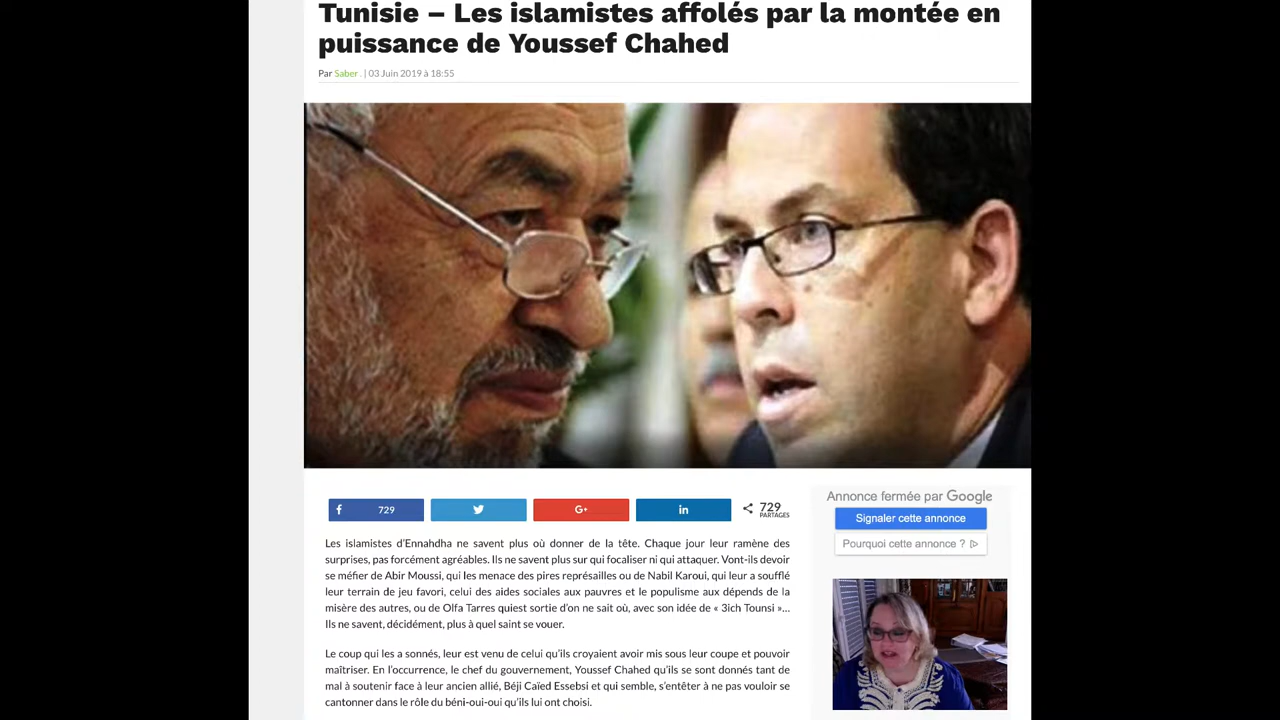 Tunisie – Les islamistes affolés par la montée en
puissance de Youssef Chahed
Par Saber . | 03 Juin 2019 à 18:55
729
G+
in
729
PARTAGES
Les islamistes d’Ennahdha ne savent plus où donner de la tête. Chaque jour leur ramène des
surprises, pas forcément agréables. Ils ne savent plus sur qui focaliser ni qui attaquer. Vont-ils devoir
se méfier de Abir Moussi, qui les menace des pires représailles ou de Nabil Karoui, qui leur a soufflé
leur terrain de jeu favori, celui des aides sociales aux pauvres et le populisme aux dépends de la
misère des autres, ou de Olfa Tarres quiest sortie d’on ne sait où, avec son idée de « 3ich Tounsi »…
Ils ne savent, décidément, plus à quel saint se vouer.
Le coup qui les a sonnés, leur est venu de celui qu’ils croyaient avoir mis sous leur coupe et pouvoir
maîtriser. En l’occurrence, le chef du gouvernement, Youssef Chahed qu’ils se sont donnés tant de
mal à soutenir face à leur ancien allié, Béji Caïed Essebsi et qui semble, s’entêter à ne pas vouloir se
cantonner dans le rôle du béni-oui-oui qu’ils lui ont choisi.
Annonce fermée par Google
Signaler cette annonce
Pourquoi cette annonce ?